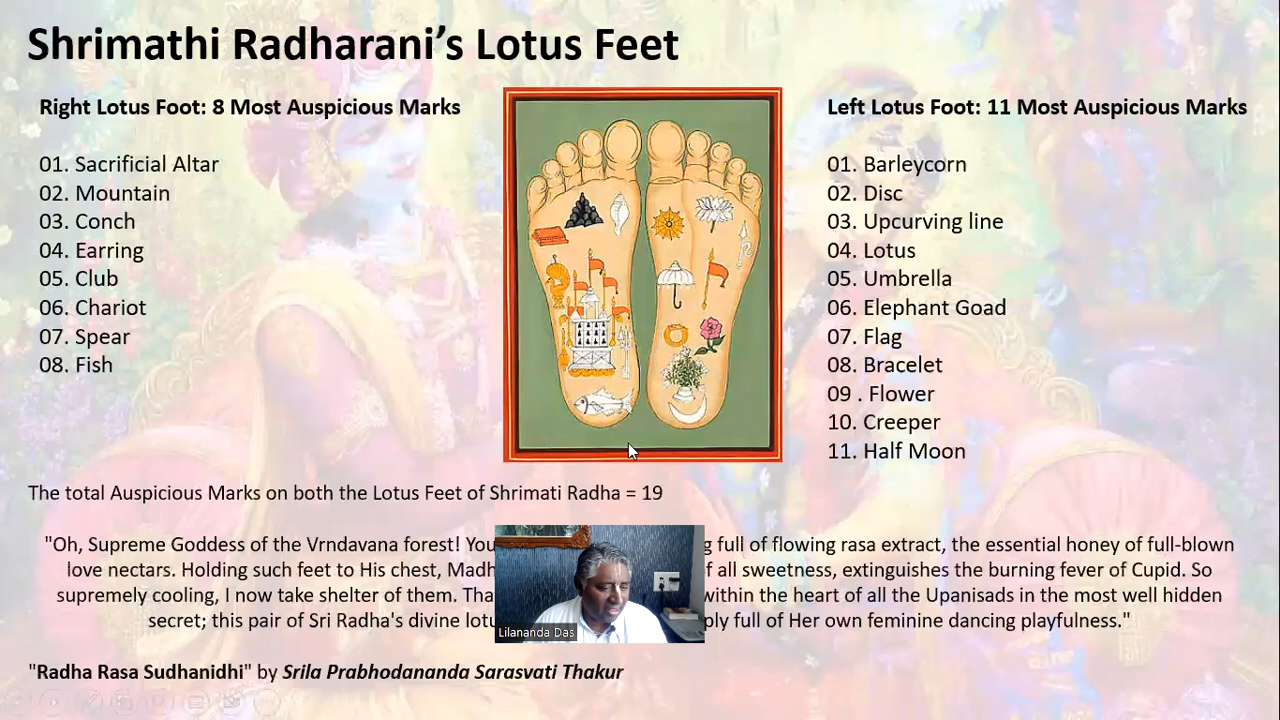 Shrimathi Radharani's Lotus Feet
Right Lotus Foot: 8 Most Auspicious Marks
01. Sacrificial Altar
02. Mountain
03. Conch
04. Earring
05. Club
06. Chariot
07. Spear
08. Fish
Left Lotus Foot: 11 Most Auspicious Marks
01. Barleycorn
02. Disc
03. Upcurving line
04. Lotus
05. Umbrella
06. Elephant Goad
07. Flag
08. Bracelet
09 . Flower
10. Creeper
11. Half Moon
The total Auspicious Marks on both the Lotus Feet of Shrimati Radha = 19
"Oh, Supreme Goddess of the Vrndavana forest! full of flowing rasa extract, the essential honey of full-blown
love nectars. Holding such feet to His chest, all sweetness, extinguishes the burning fever of Cupid. So
supremely cooling, I now take shelter of them. within the heart of all the Upanisads in the most well hidden
secret; this pair of Sri Radha's divine full of Her own feminine dancing playfulness."
Lilananda Das
"Radha Rasa Sudhanidhi" by Srila Prabhodananda Sarasvati Thakur